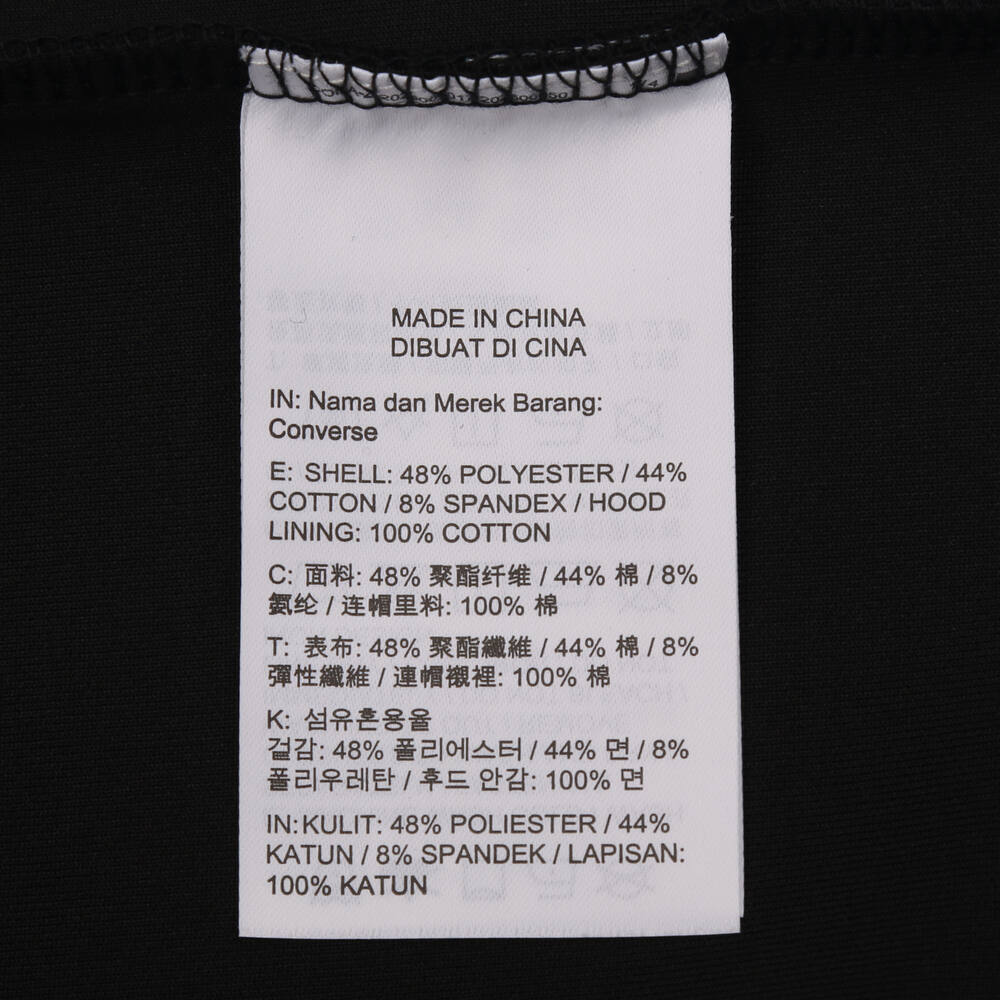 MADE IN CHINA
DIBUAT DI CINA
IN: Nama dan Merek Barang:
Converse
E: SHELL: 48% POLYESTER / 44%
COTTON / 8% SPANDEX / HOOD
LINING: 100% COTTON
C: 面料: 48% 聚酯纤维 / 44% 棉 / 8%
氨纶 / 连帽里料: 100% 棉
T: 表布: 48% 聚酯纖維 / 44% 棉 / 8%
彈性纖維 / 連帽襯裡: 100% 棉
K: 섬유혼용율
겉감: 48% 폴리에스터 / 44% 면 / 8%
폴리우레탄 / 후드 안감: 100% 면
IN: KULIT: 48% POLIESTER / 44%
KATUN / 8% SPANDEK / LAPISAN:
100% KATUN